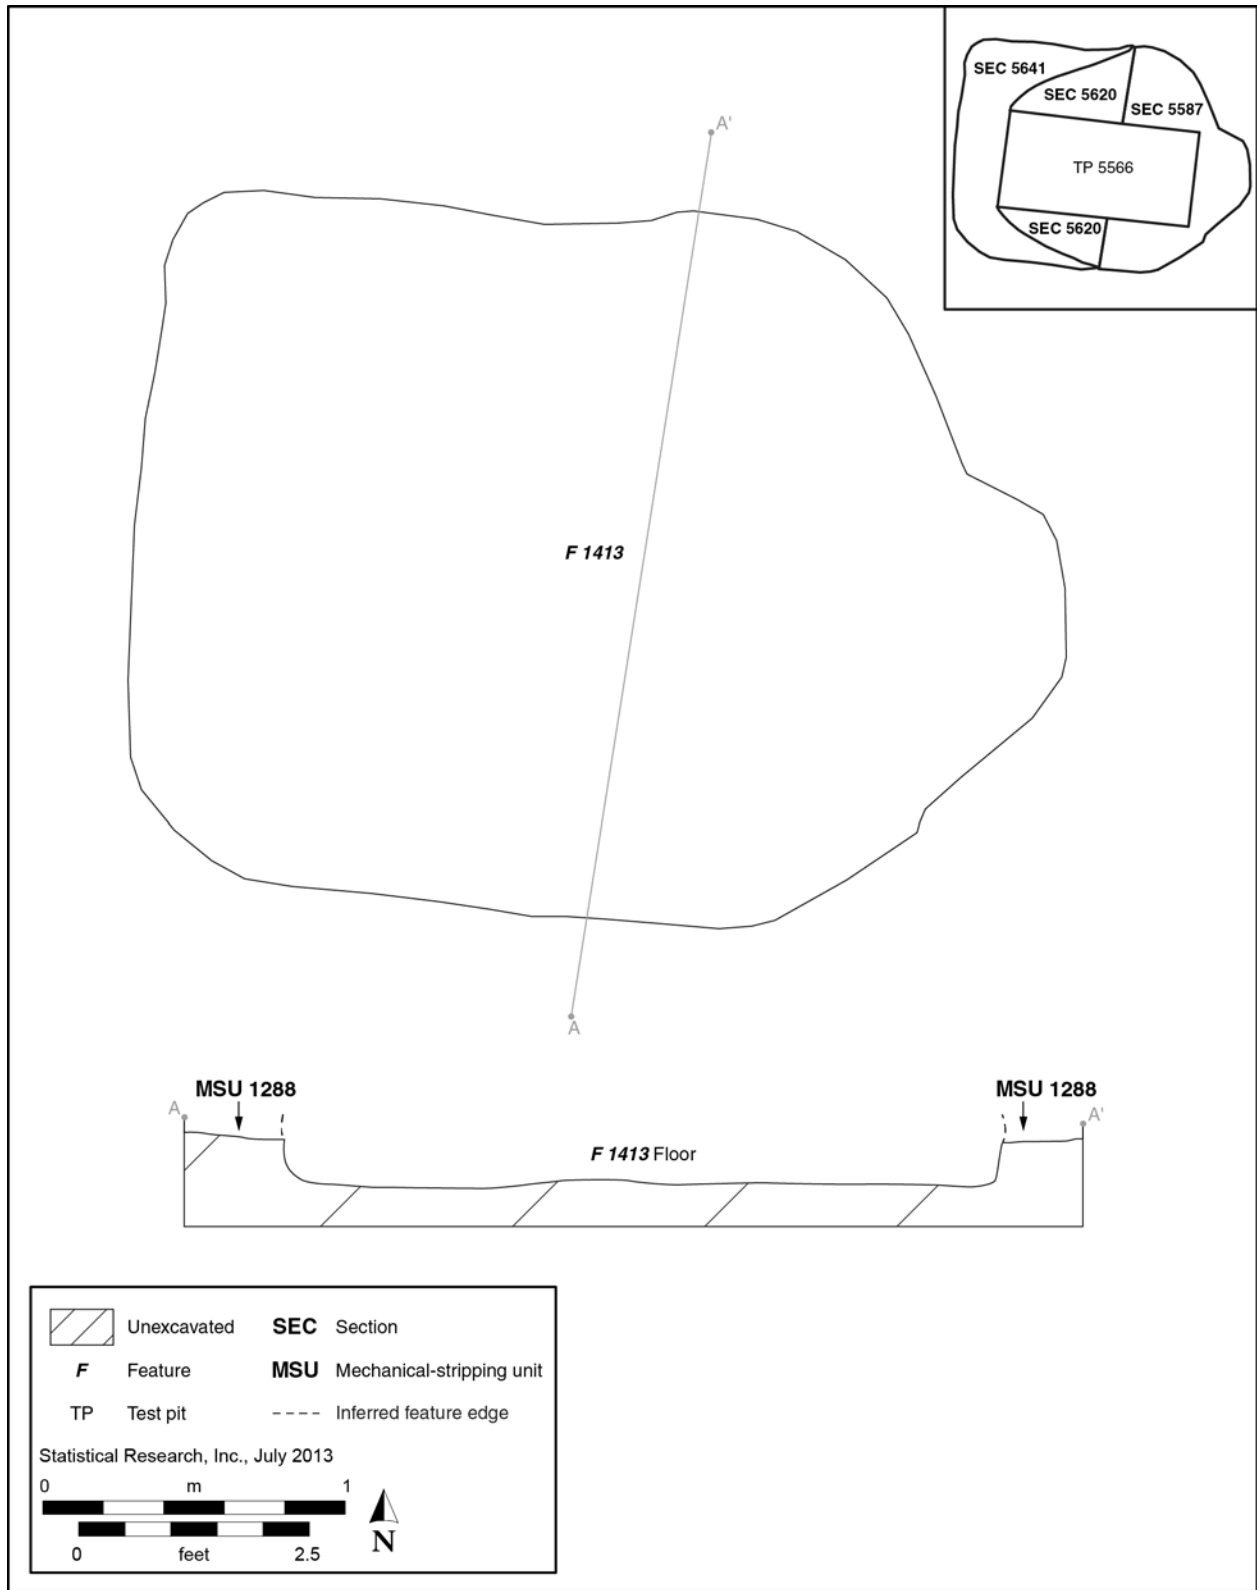 SEC 5641
SEC 5620
SEC 5587
TP 5566
SEC 5620
A'
F 1413
A
MSU 1288
MSU 1288
A
A'
F 1413 Floor
Unexcavated
SEC Section
F Feature
MSU Mechanical-stripping unit
TP Test pit
Inferred feature edge
Statistical Research, Inc., July 2013
0 m 1
N
0 feet 2.5